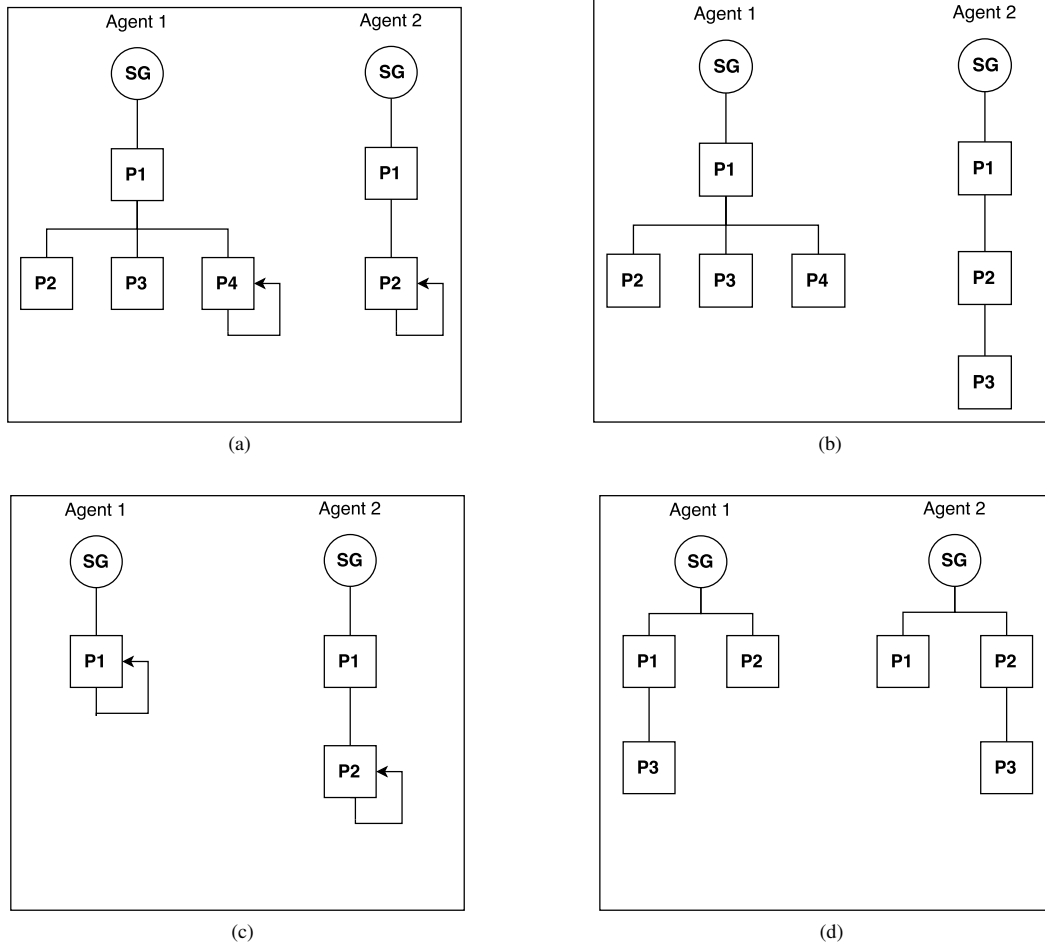 Agent 1 Agent 2
SG SG
P1 P1
P2 P3 P4 P2
(a)
Agent 1 Agent 2
SG SG
P1 P1
P2 P3 P4 P2
P3
(b)
Agent 1 Agent 2
SG SG
P1 P1
P2
(c)
Agent 1 Agent 2
SG SG
P1 P2 P1 P2
P3 P3
(d)